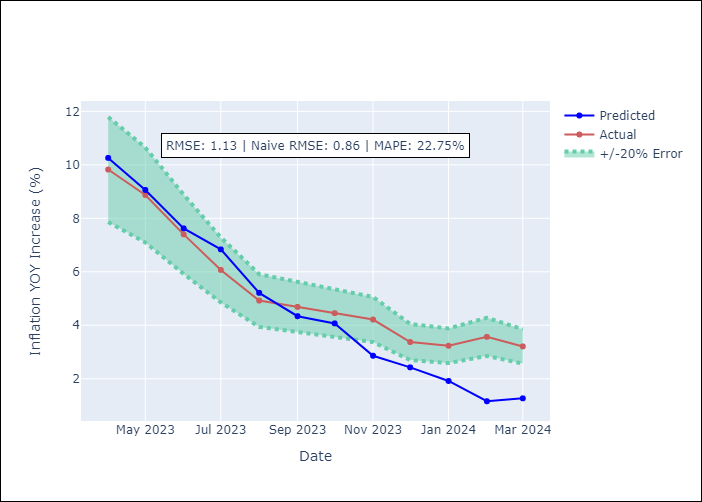 RMSE: 1.13 | Naive RMSE: 0.86 | MAPE: 22.75%
Predicted
Actual
+/-20% Error
Inflation YOY Increase (%)
12
10
8
6
4
2
May 2023
Jul 2023
Sep 2023
Nov 2023
Jan 2024
Mar 2024
Date